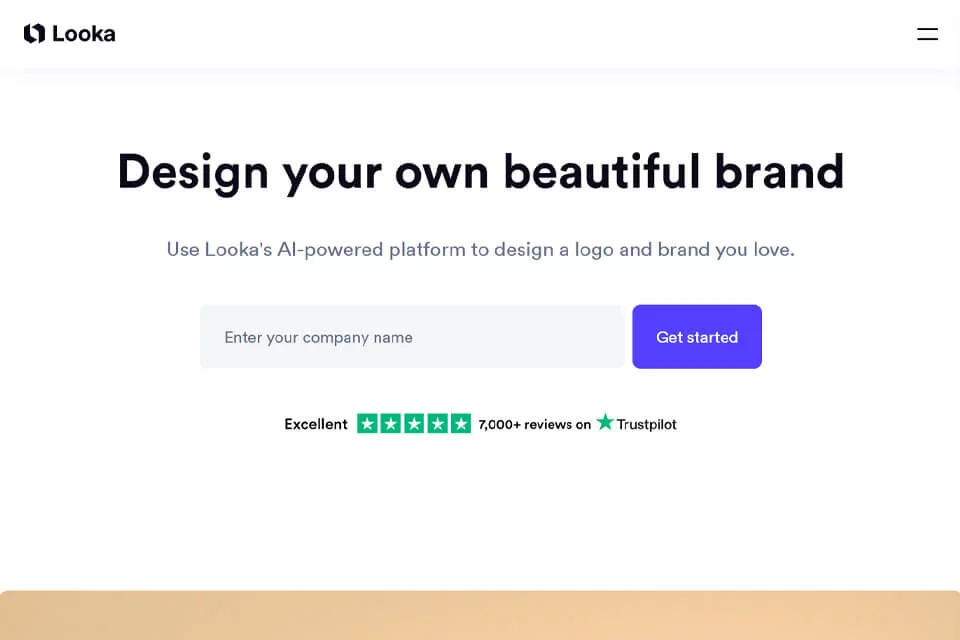 Looka
Design your own beautiful brand
Use Looka's AI-powered platform to design a logo and brand you love.
Enter your company name
Get started
Excellent 7,000+ reviews on Trustpilot